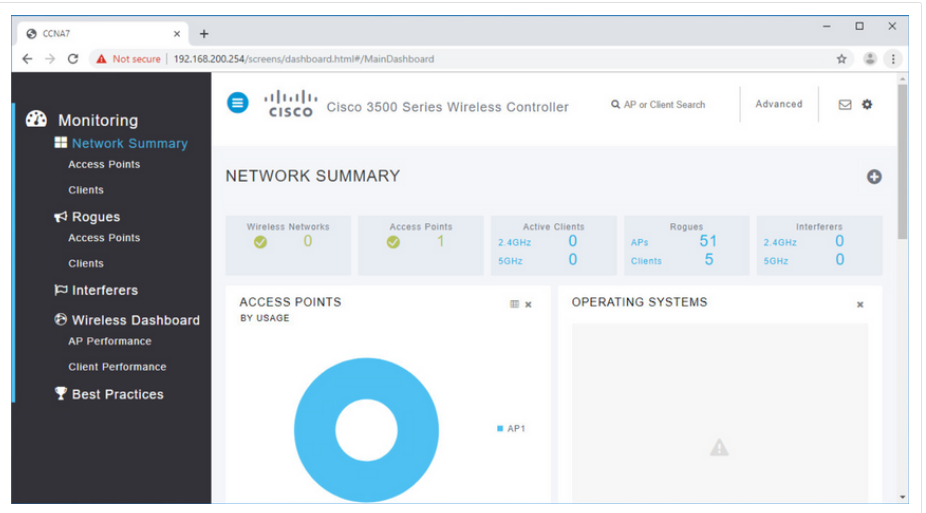 CCNA7
Not secure | 192.168.200.254/screens/dashboard.html#/MainDashboard
Monitoring
Network Summary
Access Points
Clients
Rogues
Access Points
Clients
Interferers
Wireless Dashboard
AP Performance
Client Performance
Best Practices
CISCO Cisco 3500 Series Wireless Controller
AP or Client Search
Advanced
NETWORK SUMMARY
Wireless Networks
0
Access Points
1
Active Clients
2.4GHz 0
5GHz 0
Rogues
APs 51
Clients 5
Interferers
2.4GHz 0
5GHz 0
ACCESS POINTS
BY USAGE
AP1
OPERATING SYSTEMS